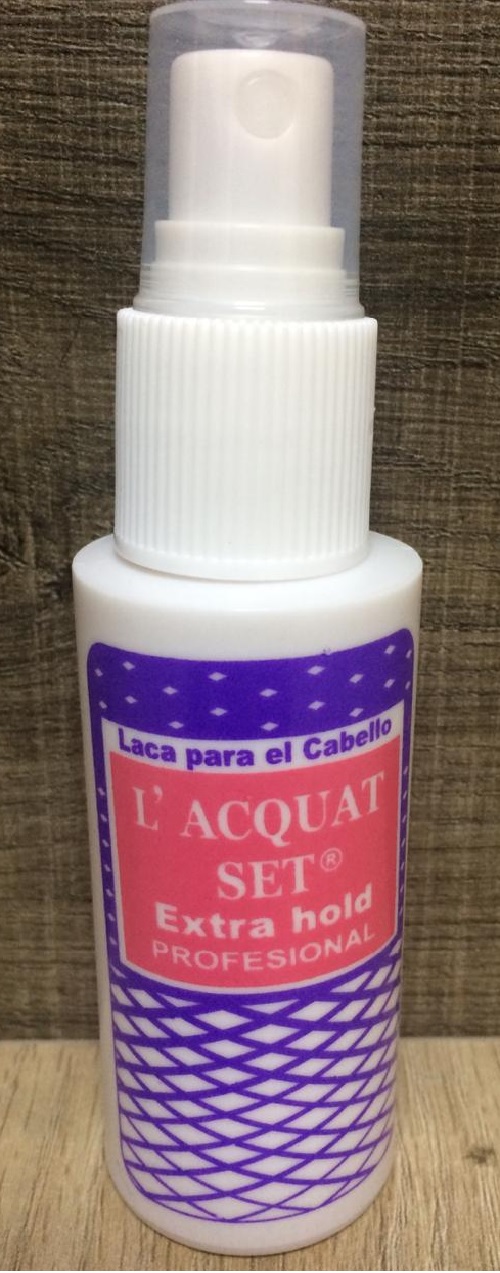 Laca para el Cabello
L' ACQUAT
SET®
Extra hold
PROFESIONAL